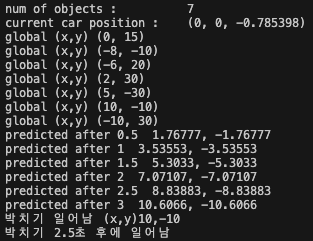 num of objects : 7
current car position : (0, 0, -0.785398)
global (x,y) (0, 15)
global (x,y) (-8, -10)
global (x,y) (-6, 20)
global (x,y) (2, 30)
global (x,y) (5, -30)
global (x,y) (10, -10)
global (x,y) (-10, 30)
predicted after 0.5 1.76777, -1.76777
predicted after 1 3.53553, -3.53553
predicted after 1.5 5.3033, -5.3033
predicted after 2 7.07107, -7.07107
predicted after 2.5 8.83883, -8.83883
predicted after 3 10.6066, -10.6066
박치기 일어남 (x,y)10,-10
박치기 2.5초 후에 일어남